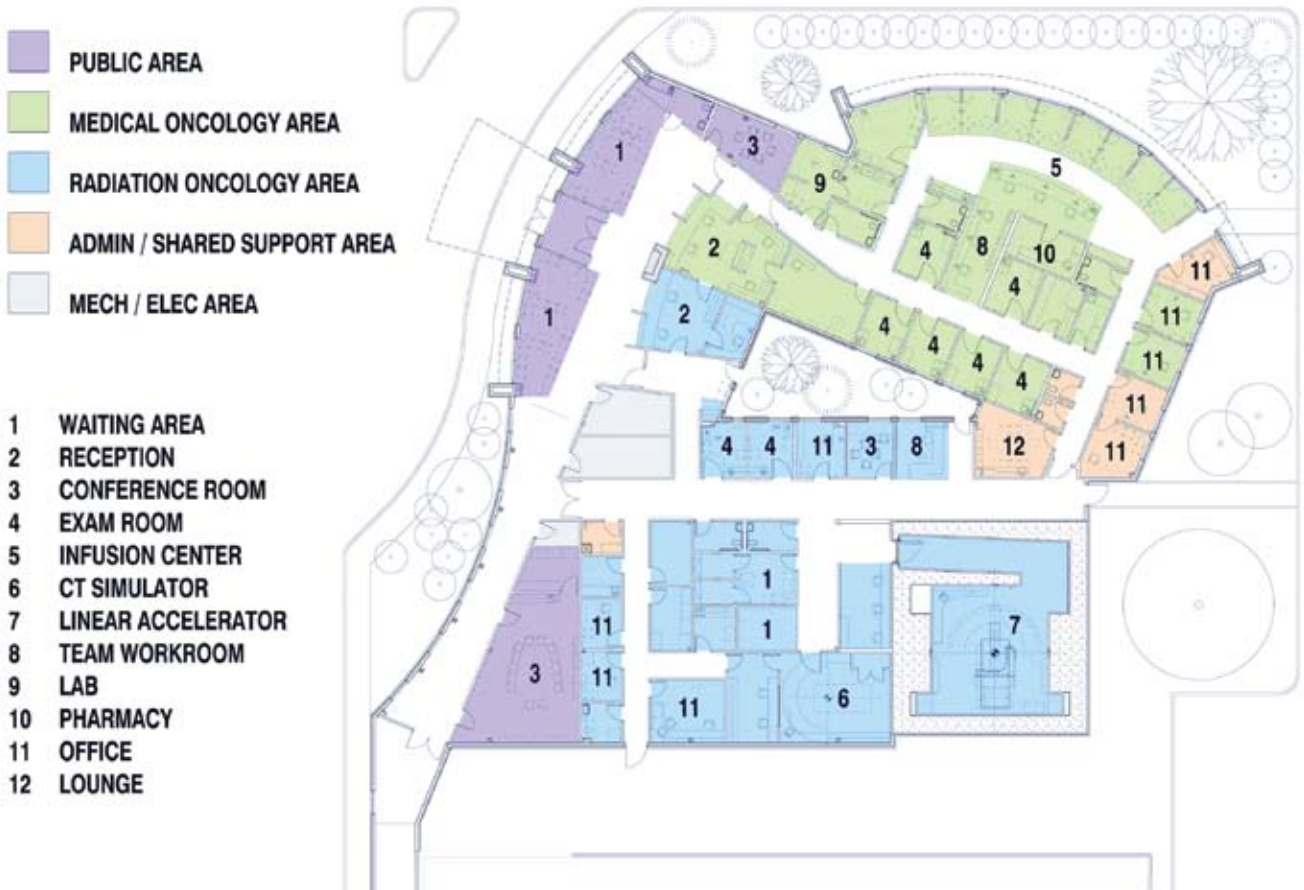 PUBLIC AREA
MEDICAL ONCOLOGY AREA
RADIATION ONCOLOGY AREA
ADMIN / SHARED SUPPORT AREA
MECH / ELEC AREA
1 WAITING AREA
2 RECEPTION
3 CONFERENCE ROOM
4 EXAM ROOM
5 INFUSION CENTER
6 CT SIMULATOR
7 LINEAR ACCELERATOR
8 TEAM WORKROOM
9 LAB
10 PHARMACY
11 OFFICE
12 LOUNGE
1
3
9
5
2
4
8
10
11
4
11
1
2
4
4
4
4
11
11
12
11
4
4
11
3
8
1
11
1
7
3
11
11
6